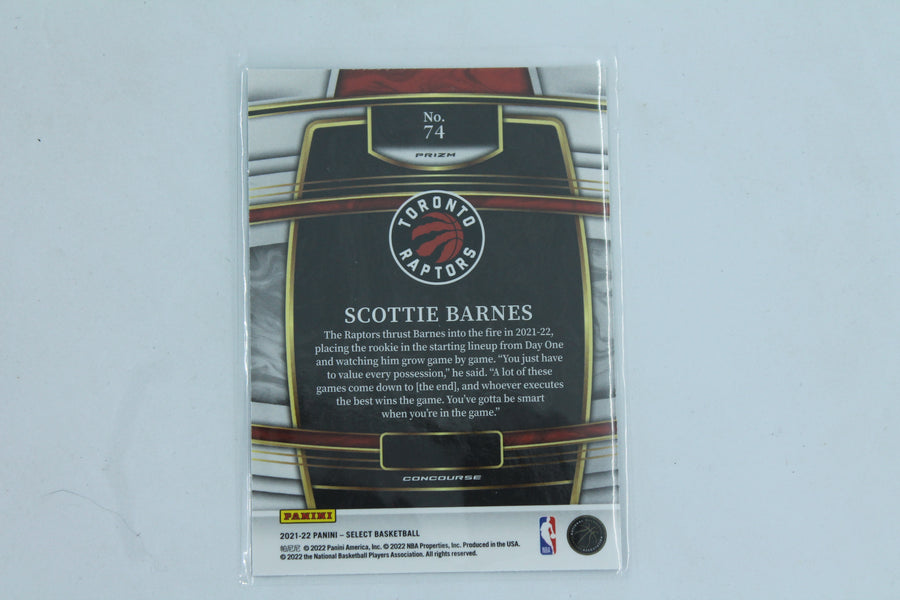 No.
74
PRIZM
TORONTO
RAPTORS
SCOTTIE BARNES
The Raptors thrust Barnes into the fire in 2021-22,
placing the rookie in the starting lineup from Day One
and watching him grow game by game. “You just have
to value every possession,” he said. “A lot of these
games come down to [the end], and whoever executes
the best wins the game. You’ve gotta be smart
when you’re in the game.”
CONCOURSE
PANINI
2021-22 PANINI – SELECT BASKETBALL
帕尼尼 © 2022 Panini America, Inc. © 2022 NBA Properties, Inc. Produced in the USA.
© 2022 the National Basketball Players Association. All rights reserved.
NBA